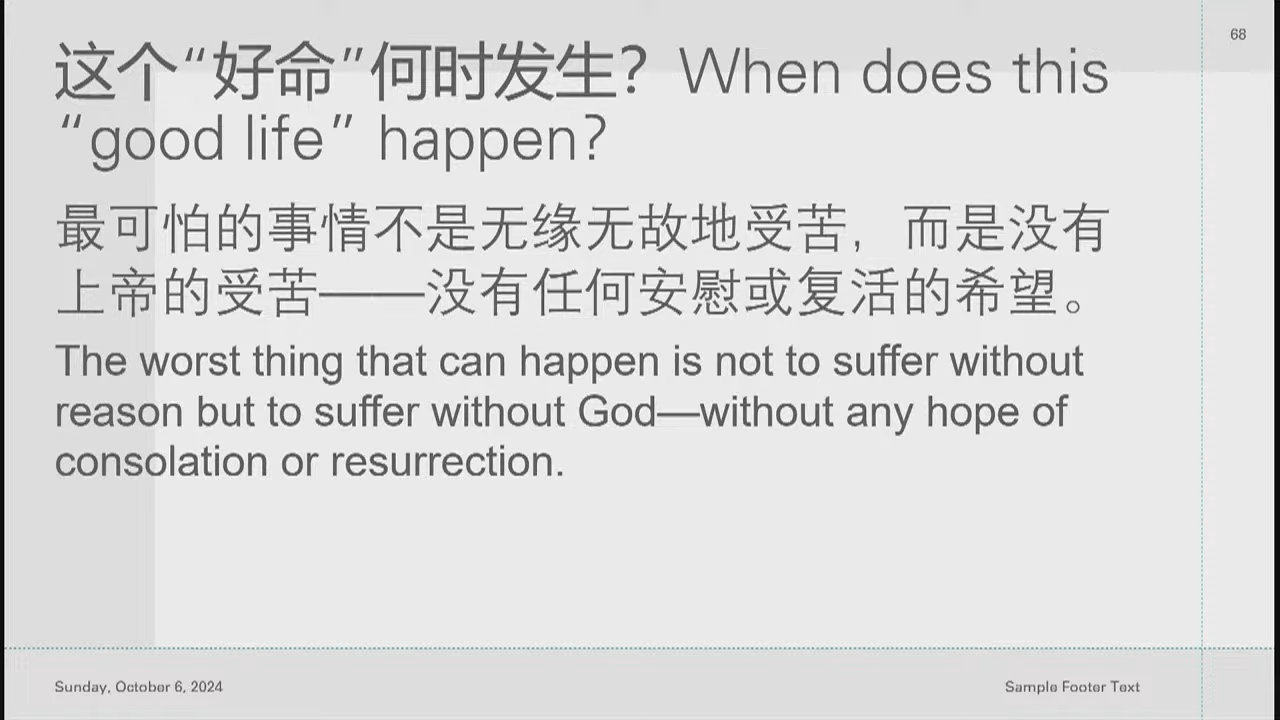 68
这个“好命”何时发生？When does this
“good life” happen?
最可怕的事情不是无缘无故地受苦，而是没有
上帝的受苦——没有任何安慰或复活的希望。
The worst thing that can happen is not to suffer without
reason but to suffer without God—without any hope of
consolation or resurrection.
Sunday, October 6, 2024
Sample Footer Text